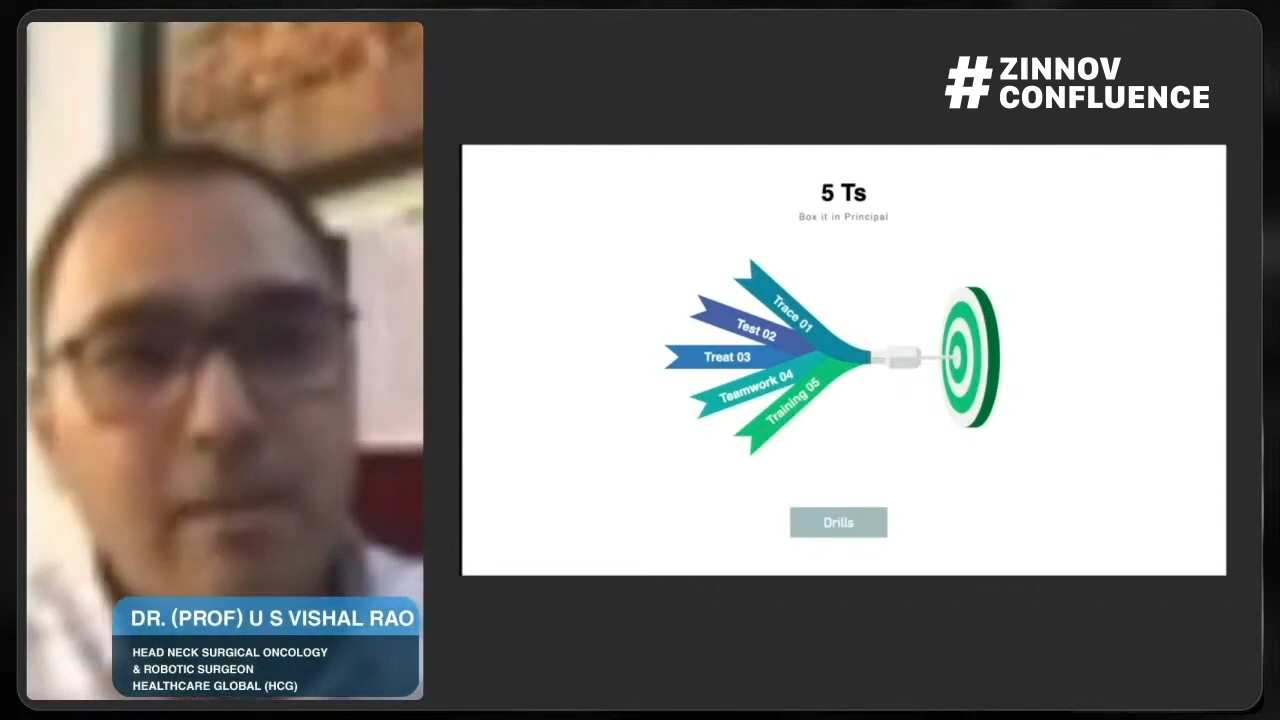 # ZINNOV
CONFLUENCE
5 Ts
Box it in Principal
Trace 01
Test 02
Treat 03
Teamwork 04
Training 05
Drills
DR. (PROF) U S VISHAL RAO
HEAD NECK SURGICAL ONCOLOGY
& ROBOTIC SURGEON
HEALTHCARE GLOBAL (HCG)